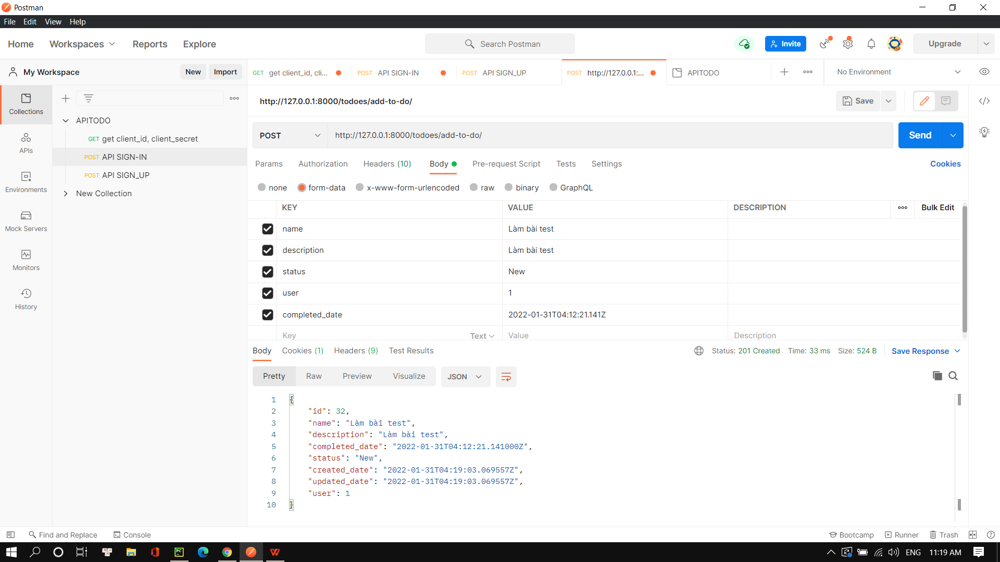 Postman
File Edit View Help
Home Workspaces Reports Explore Search Postman Invite Upgrade
My Workspace New Import
GET get client_id, cli... POST API SIGN-IN POST API SIGN_UP POST http://127.0.0.1:... APITODO No Environment
http://127.0.0.1:8000/todoes/add-to-do/ Save
Collections
APIs
Environments
Mock Servers
Monitors
History
APITODO
GET get client_id, client_secret
POST API SIGN-IN
POST API SIGN_UP
New Collection
POST http://127.0.0.1:8000/todoes/add-to-do/ Send
Params Authorization Headers (10) Body Pre-request Script Tests Settings Cookies
none form-data x-www-form-urlencoded raw binary GraphQL
KEY VALUE DESCRIPTION Bulk Edit
name Làm bài test
description Làm bài test
status New
user 1
completed_date 2022-01-31T04:12:21.141Z
Key Text Value Description
Body Cookies (1) Headers (9) Test Results Status: 201 Created Time: 33 ms Size: 524 B Save Response
Pretty Raw Preview Visualize JSON
1 {
2 "id": 32,
3 "name": "Làm bài test",
4 "description": "Làm bài test",
5 "completed_date": "2022-01-31T04:12:21.141000Z",
6 "status": "New",
7 "created_date": "2022-01-31T04:19:03.069557Z",
8 "updated_date": "2022-01-31T04:19:03.069557Z",
9 "user": 1
10 }
Find and Replace Console Bootcamp Runner Trash
PC ENG 11:19 AM